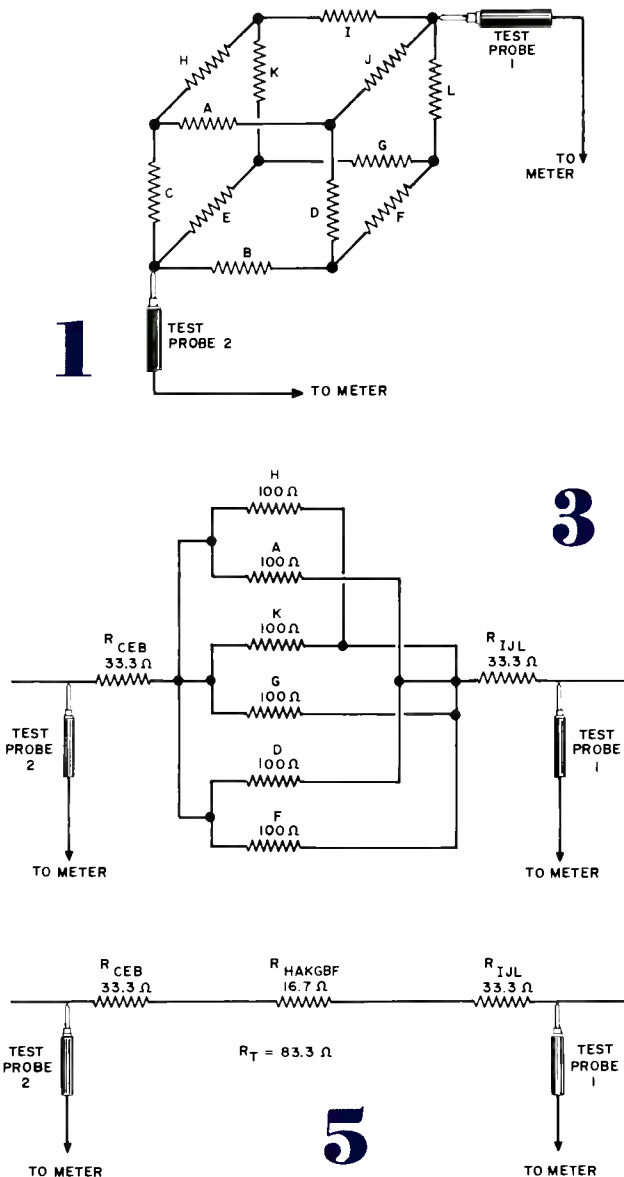 I
TEST
PROBE
1
H
K
J
L
A
G
TO
METER
C
E
D
F
B
1
TEST
PROBE 2
TO METER
3
H
100 Ω
A
100 Ω
K
100 Ω
G
100 Ω
D
100 Ω
F
100 Ω
R CEB
33.3 Ω
R IJL
33.3 Ω
TEST
PROBE
2
TEST
PROBE
1
TO METER
TO METER
R CEB
33.3 Ω
R HAKGBF
16.7 Ω
R IJL
33.3 Ω
TEST
PROBE
2
R T = 83.3 Ω
TEST
PROBE
1
5
TO METER
TO METER